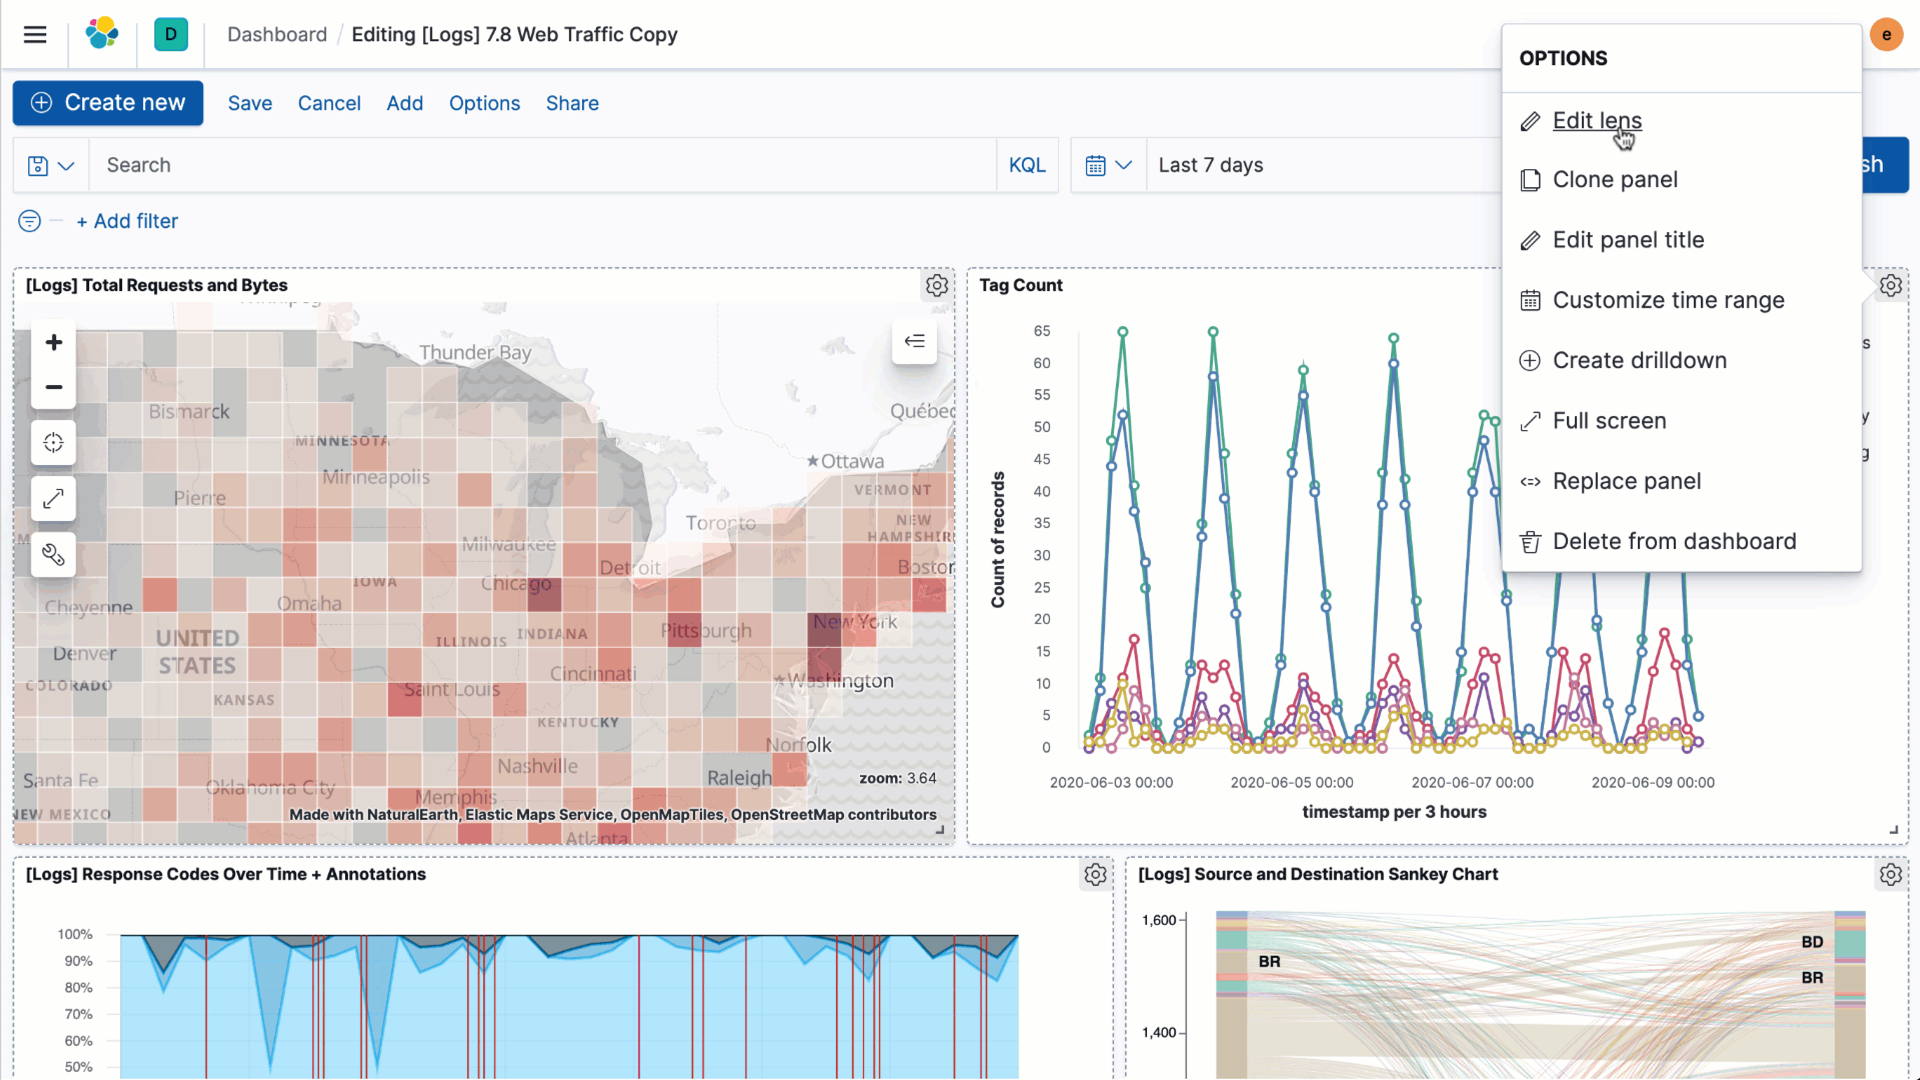 D
Dashboard / Editing [Logs] 7.8 Web Traffic Copy
e
Create new
Save
Cancel
Add
Options
Share
Search
KQL
Last 7 days
sh
+ Add filter
OPTIONS
Edit lens
Clone panel
Edit panel title
Customize time range
Create drilldown
Full screen
Replace panel
Delete from dashboard
[Logs] Total Requests and Bytes
Winnipeg
Thunder Bay
Québec
Bismarck
MINNESOTA
Ottawa
Minneapolis
VERMONT
Pierre
NEW
HAMPSHIR
Toronto
Milwaukee
Detroit
Boston
Chicago
IOWA
Cheyenne
Omaha
New York
UNITED
STATES
ILLINOIS
INDIANA
Pittsburgh
Denver
Cincinnati
Washington
COLORADO
Saint Louis
KANSAS
KENTUCKY
Norfolk
Nashville
Raleigh
zoom: 3.64
Santa Fe
Oklahoma City
Memphis
NEW MEXICO
Made with NaturalEarth, Elastic Maps Service, OpenMapTiles, OpenStreetMap contributors
Atlanta
Tag Count
s
y
g
65
60
55
50
45
40
35
30
25
20
15
10
5
0
Count of records
2020-06-03 00:00
2020-06-05 00:00
2020-06-07 00:00
2020-06-09 00:00
timestamp per 3 hours
[Logs] Response Codes Over Time + Annotations
100%
90%
80%
70%
60%
50%
[Logs] Source and Destination Sankey Chart
1,600
1,400
BR
BD
BR